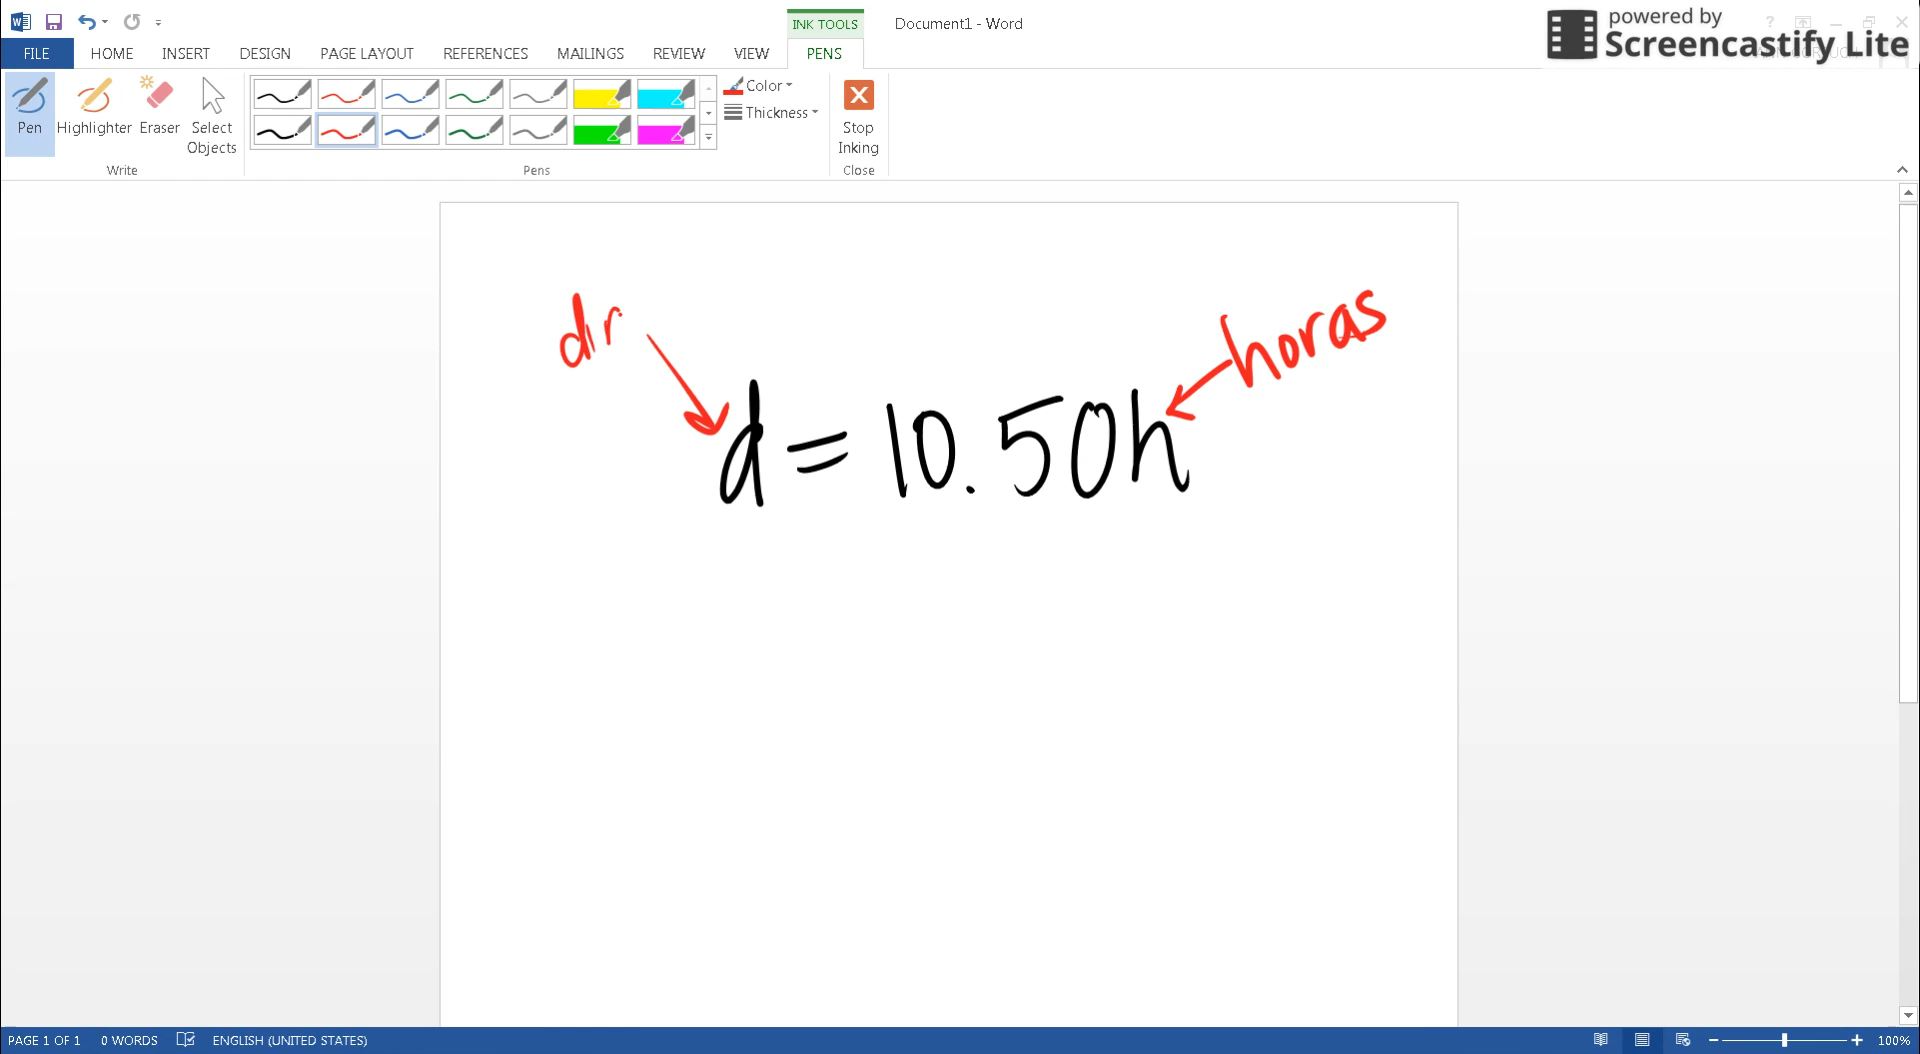 INK TOOLS
Document1 - Word
powered by
Screencastify Lite
FILE HOME INSERT DESIGN PAGE LAYOUT REFERENCES MAILINGS REVIEW VIEW PENS
Pen Highlighter Eraser Select Objects
Color
Thickness
Stop Inking
Write Pens Close
dir
horas
d = 10.50h
PAGE 1 OF 1 0 WORDS ENGLISH (UNITED STATES) 100%